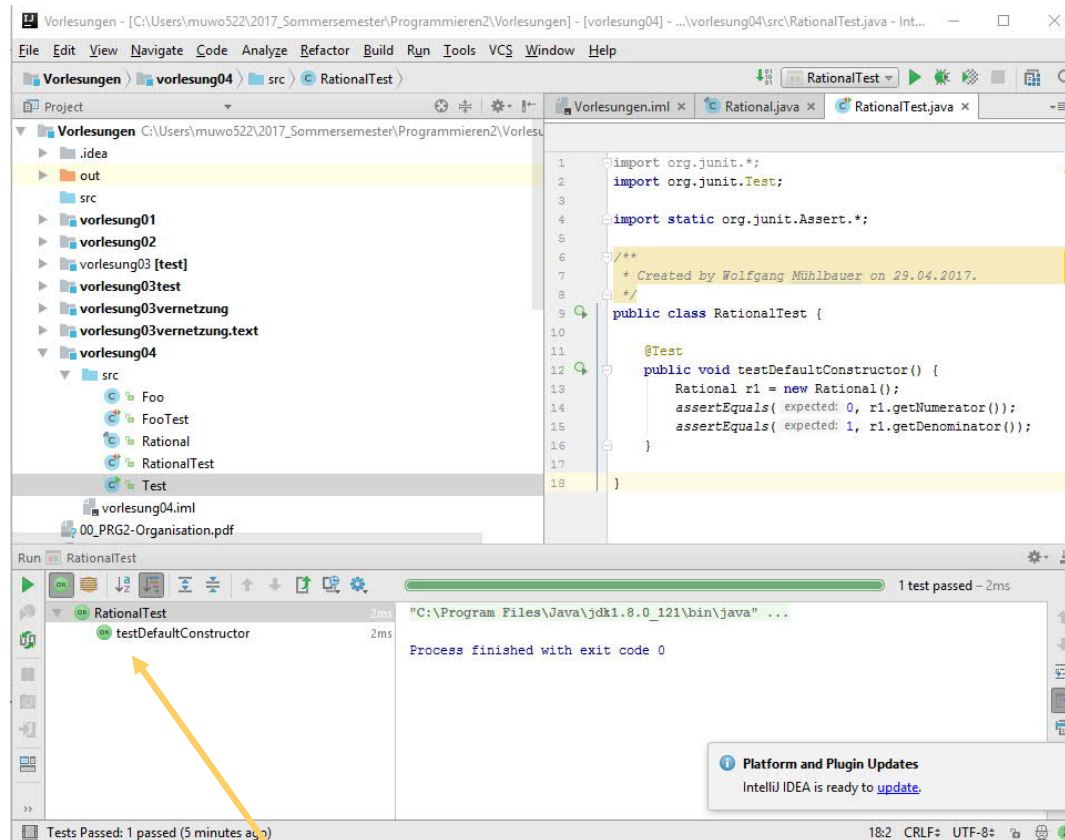 Vorlesungen - [C:\Users\muwo522\2017_Sommersemester\Programmieren2\Vorlesungen] - [vorlesung04] - ...\vorlesung04\src\RationalTest.java - Int...
File Edit View Navigate Code Analyze Refactor Build Run Tools VCS Window Help
Vorlesungen vorlesung04 src RationalTest
RationalTest
Project
Vorlesungen.iml Rational.java RationalTest.java
Vorlesungen C:\Users\muwo522\2017_Sommersemester\Programmieren2\Vorlesu
.idea
out
src
vorlesung01
vorlesung02
vorlesung03 [test]
vorlesung03test
vorlesung03vernetzung
vorlesung03vernetzung.text
vorlesung04
src
Foo
FooTest
Rational
RationalTest
Test
vorlesung04.iml
00_PRG2-Organisation.pdf
1 import org.junit.*;
2 import org.junit.Test;
3
4 import static org.junit.Assert.*;
5
6 /**
7 * Created by Wolfgang Mühlbauer on 29.04.2017.
8 */
9 public class RationalTest {
10
11 @Test
12 public void testDefaultConstructor() {
13 Rational r1 = new Rational();
14 assertEquals( expected: 0, r1.getNumerator());
15 assertEquals( expected: 1, r1.getDenominator());
16 }
17
18 }
Run RationalTest
1 test passed – 2ms
RationalTest 2ms
testDefaultConstructor 2ms
"C:\Program Files\Java\jdk1.8.0_121\bin\java" ...
Process finished with exit code 0
Platform and Plugin Updates
IntelliJ IDEA is ready to update.
Tests Passed: 1 passed (5 minutes ago)
18:2 CRLF UTF-8